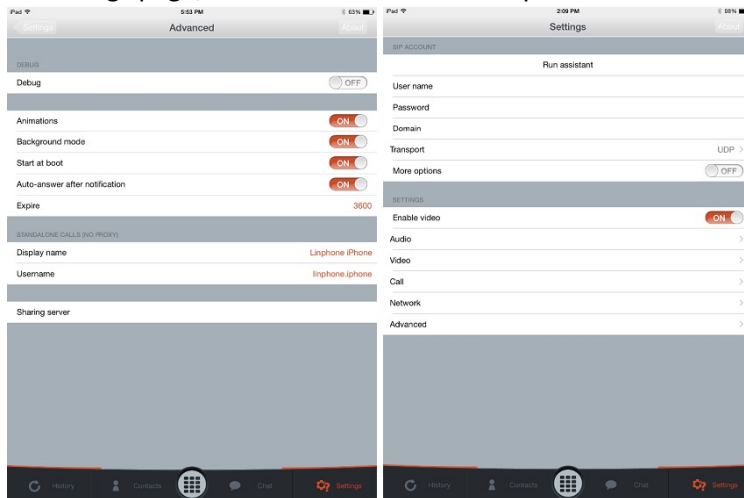 iPad 5:53 PM 83%
Settings Advanced About
DEBUG
Debug OFF
Animations ON
Background mode ON
Start at boot ON
Auto-answer after notification ON
Expire 3600
STANDALONE CALLS (NO PROXY)
Display name Linphone iPhone
Username linphone.iphone
Sharing server
History Contacts Chat Settings
iPad 2:09 PM
Settings About
SIP ACCOUNT
Run assistant
User name
Password
Domain
Transport UDP
More options OFF
SETTINGS
Enable video ON
Audio
Video
Call
Network
Advanced
History Contacts Chat Settings